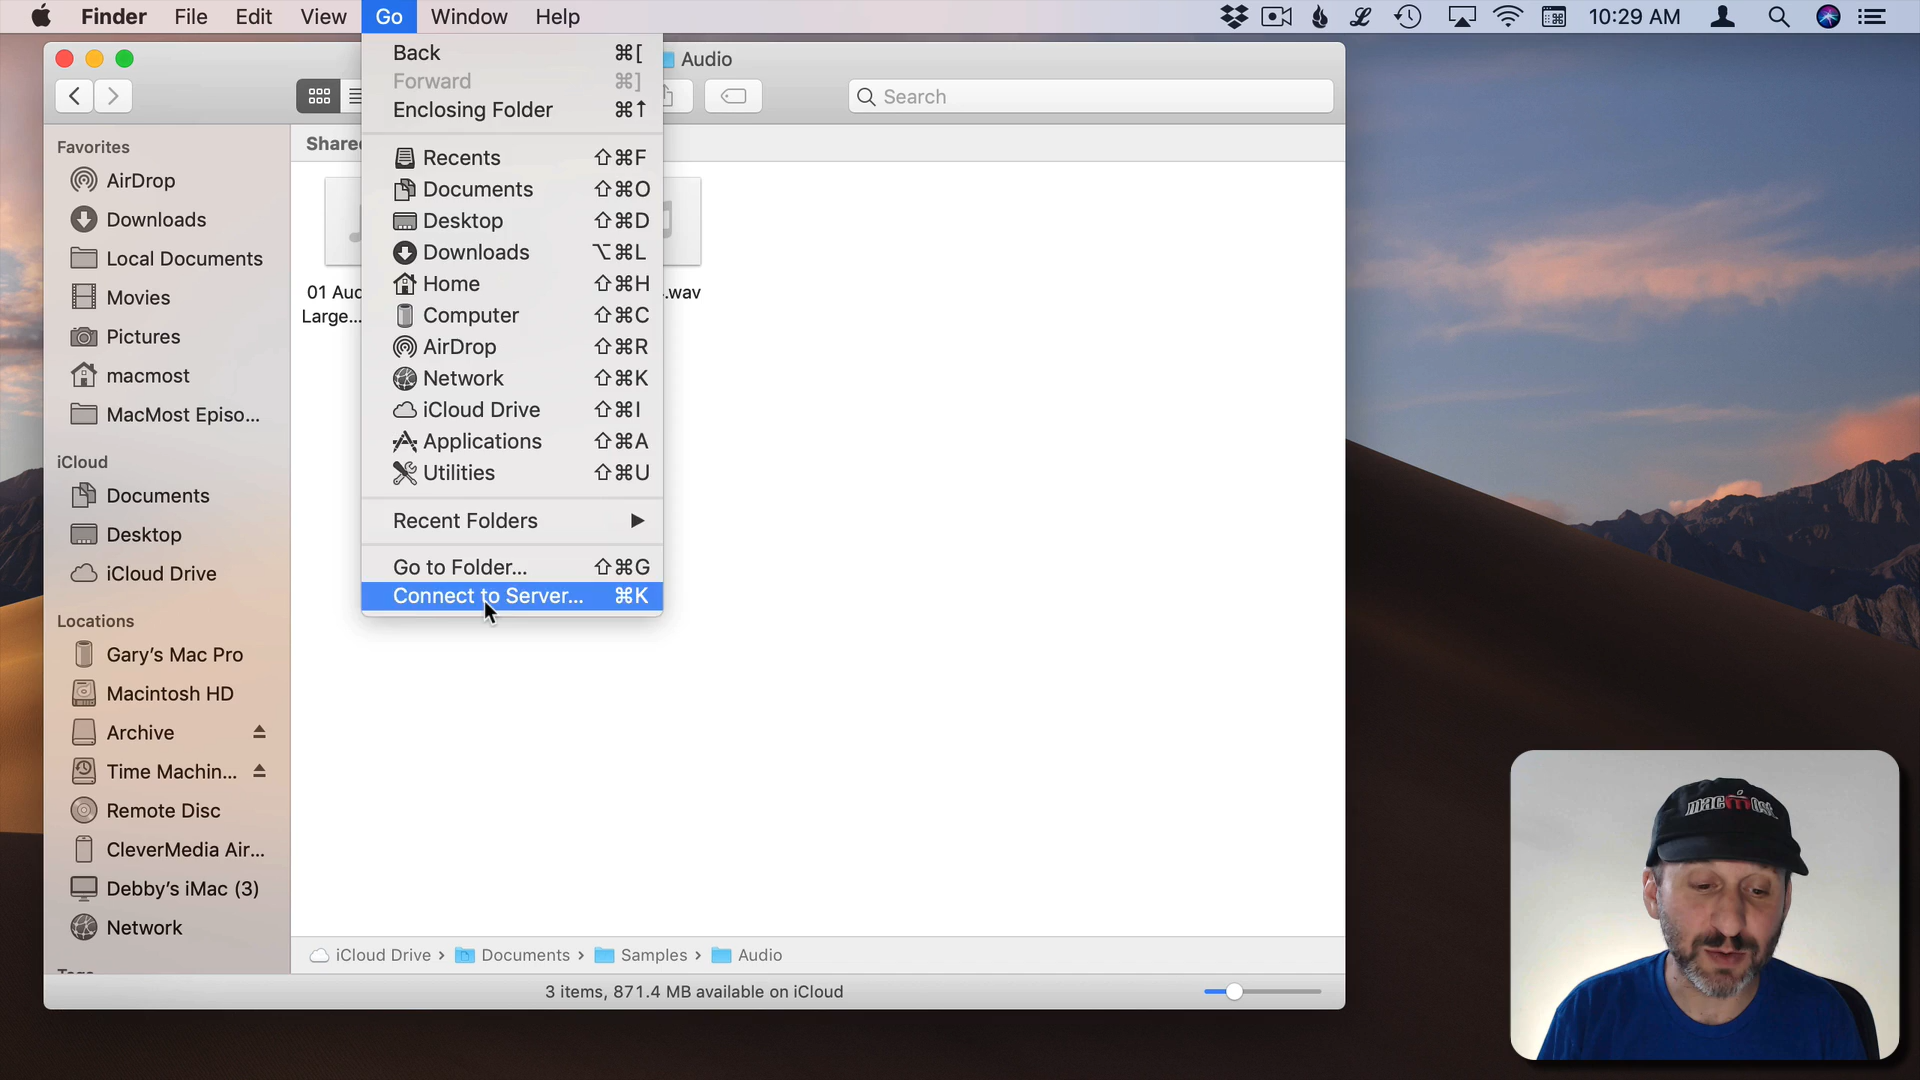 Finder File Edit View Go Window Help 10:29 AM
Audio
Search
Favorites
AirDrop
Downloads
Local Documents
Movies
Pictures
macmost
MacMost Episo...
iCloud
Documents
Desktop
iCloud Drive
Locations
Gary's Mac Pro
Macintosh HD
Archive
Time Machin...
Remote Disc
CleverMedia Air...
Debby's iMac (3)
Network
Back ⌘[
Forward ⌘]
Enclosing Folder ⌘↑
Recents ⇧⌘F
Documents ⇧⌘O
Desktop ⇧⌘D
Downloads ⌥⌘L
Home ⇧⌘H
Computer ⇧⌘C
AirDrop ⇧⌘R
Network ⇧⌘K
iCloud Drive ⇧⌘I
Applications ⇧⌘A
Utilities ⇧⌘U
Recent Folders ▶
Go to Folder... ⇧⌘G
Connect to Server... ⌘K
Share
01 Aud
Large...
.wav
iCloud Drive › Documents › Samples › Audio
3 items, 871.4 MB available on iCloud
macmost